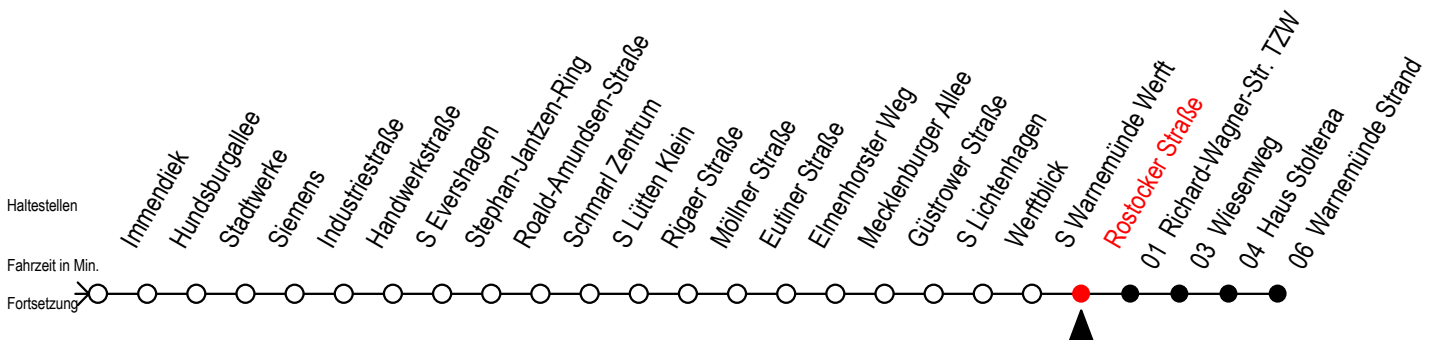 Haltestellen
Fahrzeit in Min.
Fortsetzung
Immendiek
Hundsburgallee
Stadtwerke
Siemens
Industriestraße
Handwerkstraße
S Evershagen
Stephan-Jantzen-Ring
Roald-Amundsen-Straße
Schmarl Zentrum
S Lütten Klein
Rigaer Straße
Möllner Straße
Eutiner Straße
Elmenhorster Weg
Mecklenburger Allee
Güstrower Straße
S Lichtenhagen
Werftblick
S Warnemünde Werft
Rostocker Straße
01 Richard-Wagner-Str. TZW
03 Wiesenweg
04 Haus Stolteraa
06 Warnemünde Strand